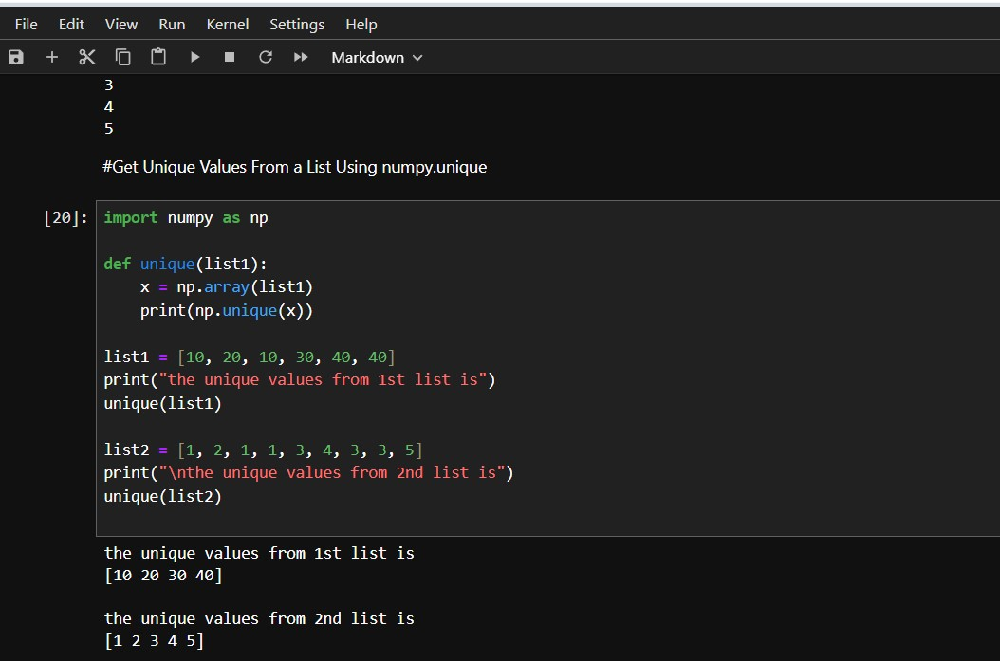 File Edit View Run Kernel Settings Help
Markdown
3
4
5
#Get Unique Values From a List Using numpy.unique
[20]: import numpy as np
def unique(list1):
    x = np.array(list1)
    print(np.unique(x))
list1 = [10, 20, 10, 30, 40, 40]
print("the unique values from 1st list is")
unique(list1)
list2 = [1, 2, 1, 1, 3, 4, 3, 3, 5]
print("\nthe unique values from 2nd list is")
unique(list2)
the unique values from 1st list is
[10 20 30 40]
the unique values from 2nd list is
[1 2 3 4 5]